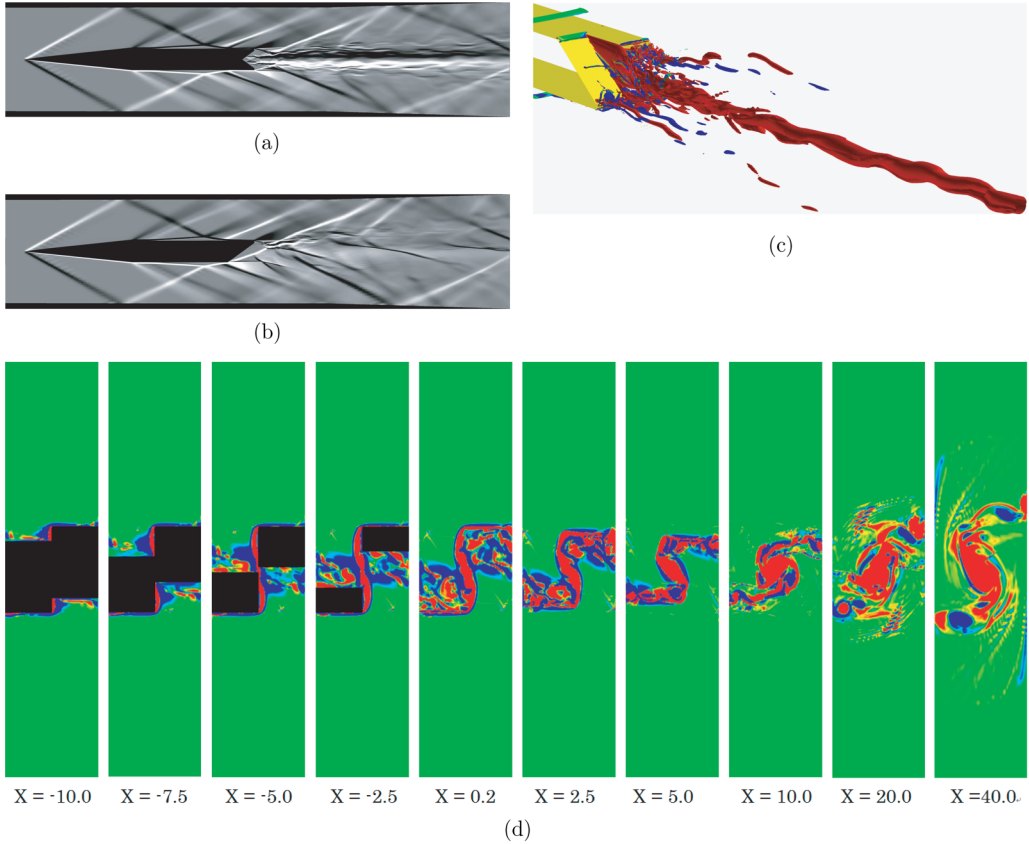 (a)
(b)
(c)
X = -10.0 X = -7.5 X = -5.0 X = -2.5 X = 0.2 X = 2.5 X = 5.0 X = 10.0 X = 20.0 X =40.0
(d)